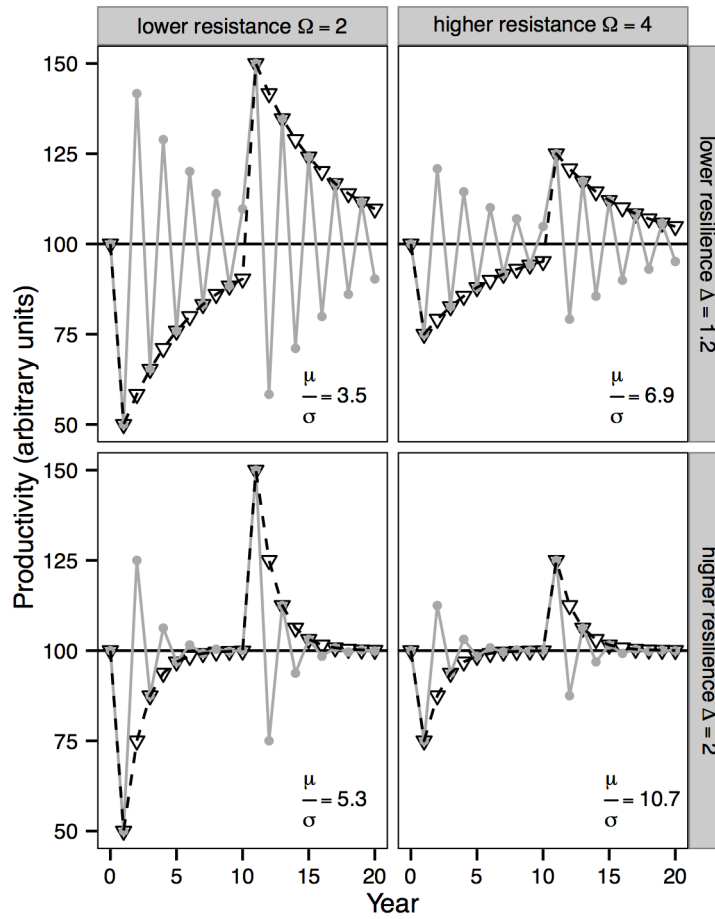 lower resistance Ω = 2
higher resistance Ω = 4
Productivity (arbitrary units)
150
125
100
75
50
μ
σ
= 3.5
μ
σ
= 6.9
lower resilience Δ = 1.2
150
125
100
75
50
μ
σ
= 5.3
μ
σ
= 10.7
higher resilience Δ = 2
0 5 10 15 20
0 5 10 15 20
Year